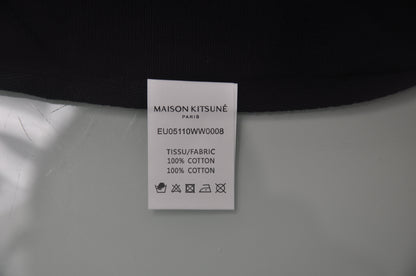 MAISON KITSUNÉ
PARIS
EU05110WW0008
TISSU/FABRIC
100% COTTON
100% COTTON